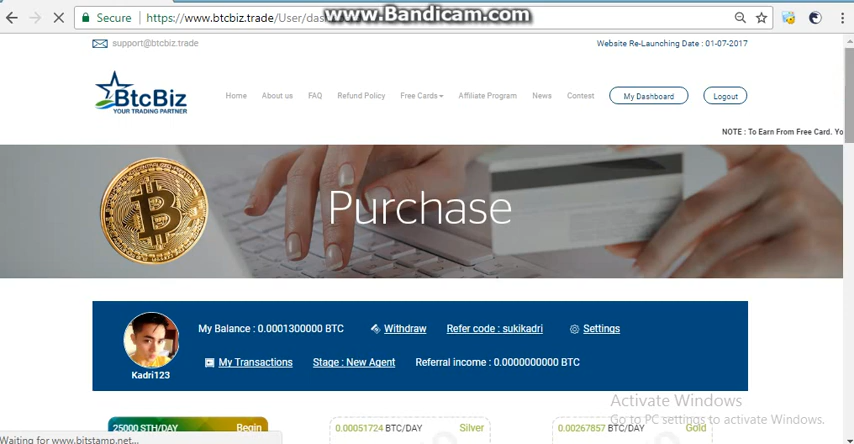 Secure https://www.btcbiz.trade/User/das
www.Bandicam.com
support@btcbiz.trade
Website Re-Launching Date : 01-07-2017
BtcBiz
YOUR TRADING PARTNER
Home About us FAQ Refund Policy Free Cards Affiliate Program News Contest My Dashboard Logout
NOTE : To Earn From Free Card. Yo
Purchase
My Balance : 0.0001300000 BTC Withdraw Refer code : sukikadri Settings
Kadri123
My Transactions Stage : New Agent Referral income : 0.0000000000 BTC
Activate Windows
Go to PC settings to activate Windows.
25000 STH/DAY Begin
0.00051724 BTC/DAY Silver
0.00267857 BTC/DAY Gold
Waiting for www.bitstamp.net...